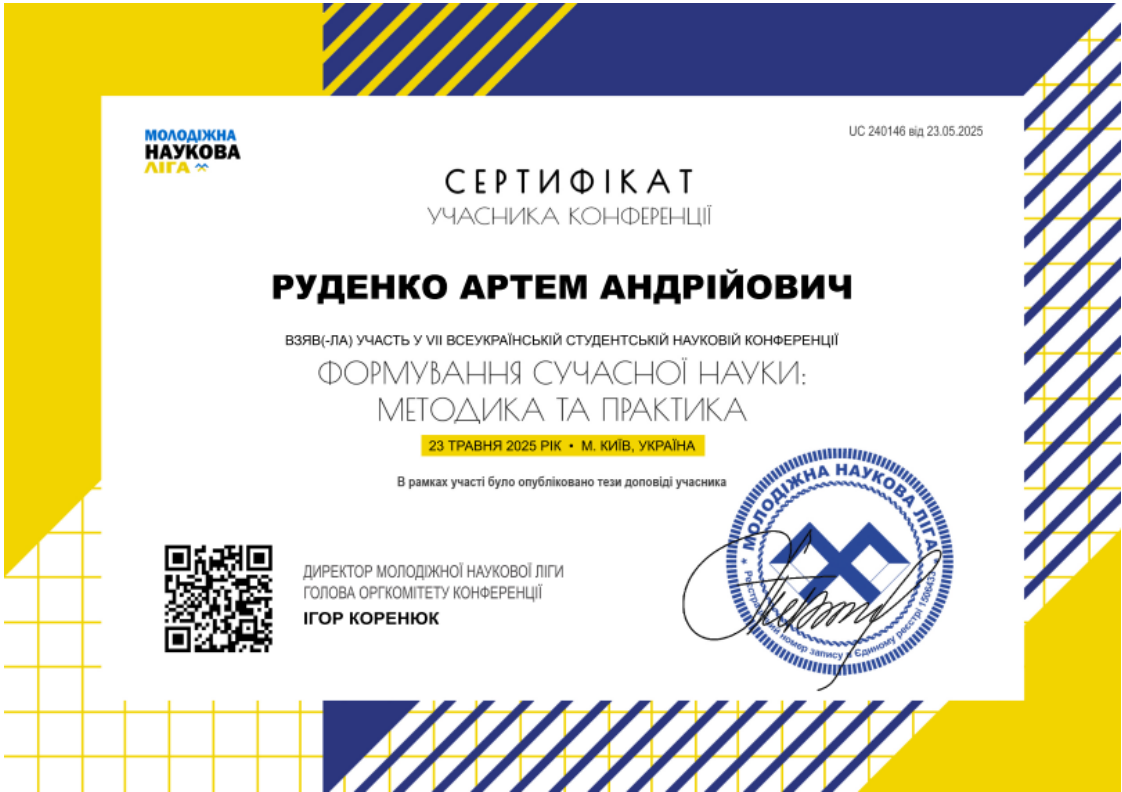 МОЛОДІЖНА
НАУКОВА
ЛІГА
UC 240146 від 23.05.2025
СЕРТИФІКАТ
УЧАСНИКА КОНФЕРЕНЦІЇ
РУДЕНКО АРТЕМ АНДРІЙОВИЧ
ВЗЯВ(-ЛА) УЧАСТЬ У VII ВСЕУКРАЇНСЬКІЙ СТУДЕНТСЬКІЙ НАУКОВІЙ КОНФЕРЕНЦІЇ
ФОРМУВАННЯ СУЧАСНОЇ НАУКИ:
МЕТОДИКА ТА ПРАКТИКА
23 ТРАВНЯ 2025 РІК • М. КИЇВ, УКРАЇНА
В рамках участі було опубліковано тези доповіді учасника
ДИРЕКТОР МОЛОДІЖНОЇ НАУКОВОЇ ЛІГИ
ГОЛОВА ОРГКОМІТЕТУ КОНФЕРЕНЦІЇ
ІГОР КОРЕНЮК
* МОЛОДІЖНА НАУКОВА ЛІГА *
Реєстраційний номер запису в Єдиному реєстрі 1506433